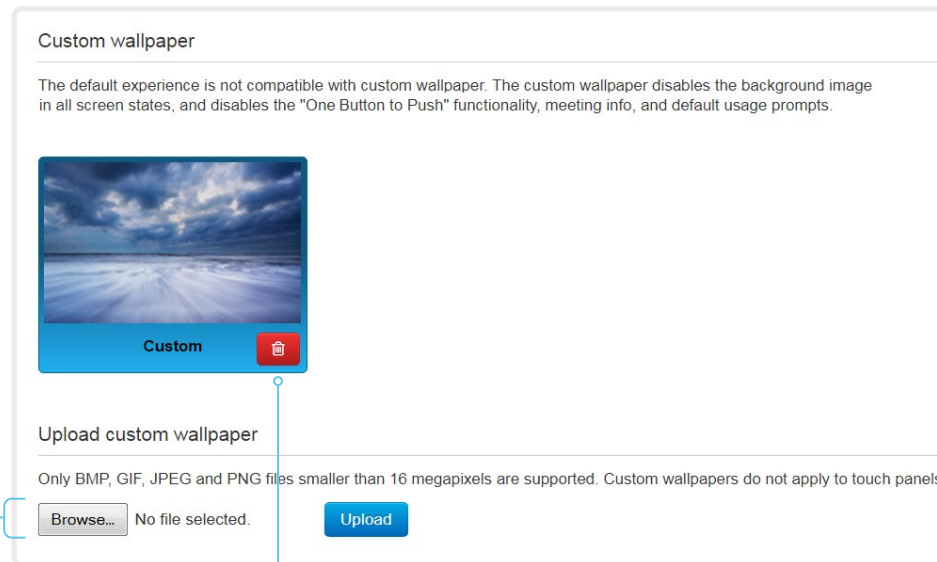 Custom wallpaper
The default experience is not compatible with custom wallpaper. The custom wallpaper disables the background image
in all screen states, and disables the "One Button to Push" functionality, meeting info, and default usage prompts.
Custom
Upload custom wallpaper
Only BMP, GIF, JPEG and PNG files smaller than 16 megapixels are supported. Custom wallpapers do not apply to touch panels
Browse... No file selected. Upload